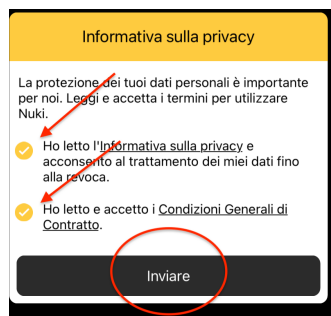 Informativa sulla privacy
La protezione dei tuoi dati personali è importante
per noi. Leggi e accetta i termini per utilizzare
Nuki.
Ho letto l'Informativa sulla privacy e
acconsento al trattamento dei miei dati fino
alla revoca.
Ho letto e accetto i Condizioni Generali di
Contratto.
Inviare